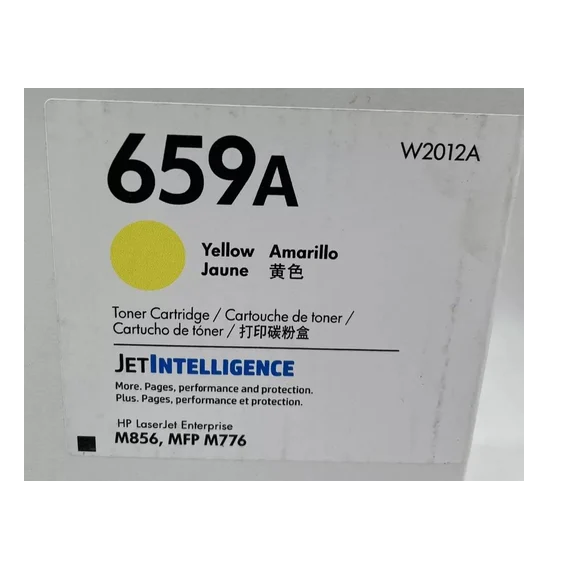 659A
W2012A
Yellow Amarillo
Jaune 黄色
Toner Cartridge / Cartouche de toner /
Cartucho de tóner / 打印碳粉盒
JETINTELLIGENCE
More. Pages, performance and protection.
Plus. Pages, performance et protection.
HP LaserJet Enterprise
M856, MFP M776